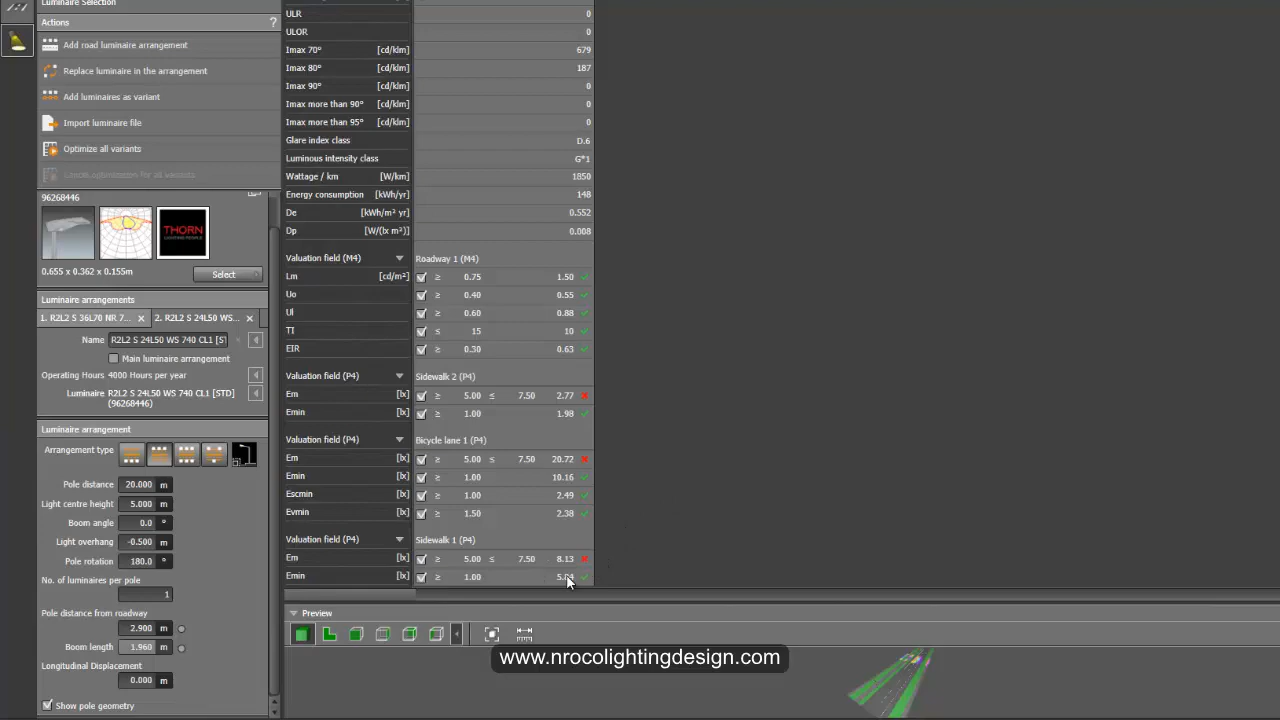 Luminaire Selection
Actions ?
Add road luminaire arrangement
Replace luminaire in the arrangement
Add luminaires as variant
Import luminaire file
Optimize all variants
96268446
THORN
LIGHTING PEOPLE
0.655 x 0.362 x 0.155m
Select
Luminaire arrangements
1. R2L2 S 36L70 NR 7... x 2. R2L2 S 24L50 WS... x
Name R2L2 S 24L50 WS 740 CL1 [ST
Main luminaire arrangement
Operating Hours 4000 Hours per year
Luminaire R2L2 S 24L50 WS 740 CL1 [STD]
(96268446)
Luminaire arrangement
Arrangement type
Pole distance 20.000 m
Light centre height 5.000 m
Boom angle 0.0 °
Light overhang -0.500 m
Pole rotation 180.0 °
No. of luminaires per pole
1
Pole distance from roadway
2.900 m
Boom length 1.960 m
Longitudinal Displacement
0.000 m
Show pole geometry
ULR 0
ULOR 0
Imax 70° [cd/klm] 679
Imax 80° [cd/klm] 187
Imax 90° [cd/klm] 0
Imax more than 90° [cd/klm] 0
Imax more than 95° [cd/klm] 0
Glare index class D.6
Luminous intensity class G*1
Wattage / km [W/km] 1850
Energy consumption [kWh/yr] 148
De [kWh/m² yr] 0.552
Dp [W/(lx m²)] 0.008
Valuation field (M4) Roadway 1 (M4)
Lm [cd/m²] ≥ 0.75 1.50
Uo ≥ 0.40 0.55
Ul ≥ 0.60 0.88
TI ≤ 15 10
EIR ≥ 0.30 0.63
Valuation field (P4) Sidewalk 2 (P4)
Em [lx] ≥ 5.00 ≤ 7.50 2.77
Emin [lx] ≥ 1.00 1.98
Valuation field (P4) Bicycle lane 1 (P4)
Em [lx] ≥ 5.00 ≤ 7.50 20.72
Emin [lx] ≥ 1.00 10.16
Escmin [lx] ≥ 1.00 2.49
Evmin [lx] ≥ 1.50 2.38
Valuation field (P4) Sidewalk 1 (P4)
Em [lx] ≥ 5.00 ≤ 7.50 8.13
Emin [lx] ≥ 1.00
Preview
www.nrocolightingdesign.com